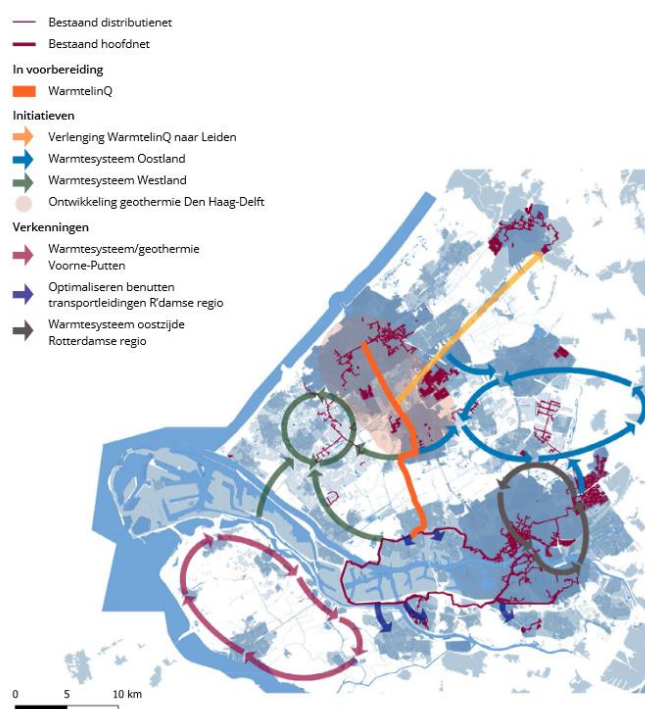 Bestaand distributienet
Bestaand hoofdnet
In voorbereiding
WarmtelinQ
Initiatieven
Verlenging WarmtelinQ naar Leiden
Warmtesysteem Oostland
Warmtesysteem Westland
Ontwikkeling geothermie Den Haag-Delft
Verkenningen
Warmtesysteem/geothermie
Voorne-Putten
Optimaliseren benutten
transportleidingen R'damse regio
Warmtesysteem oostzijde
Rotterdamse regio
0 5 10 km